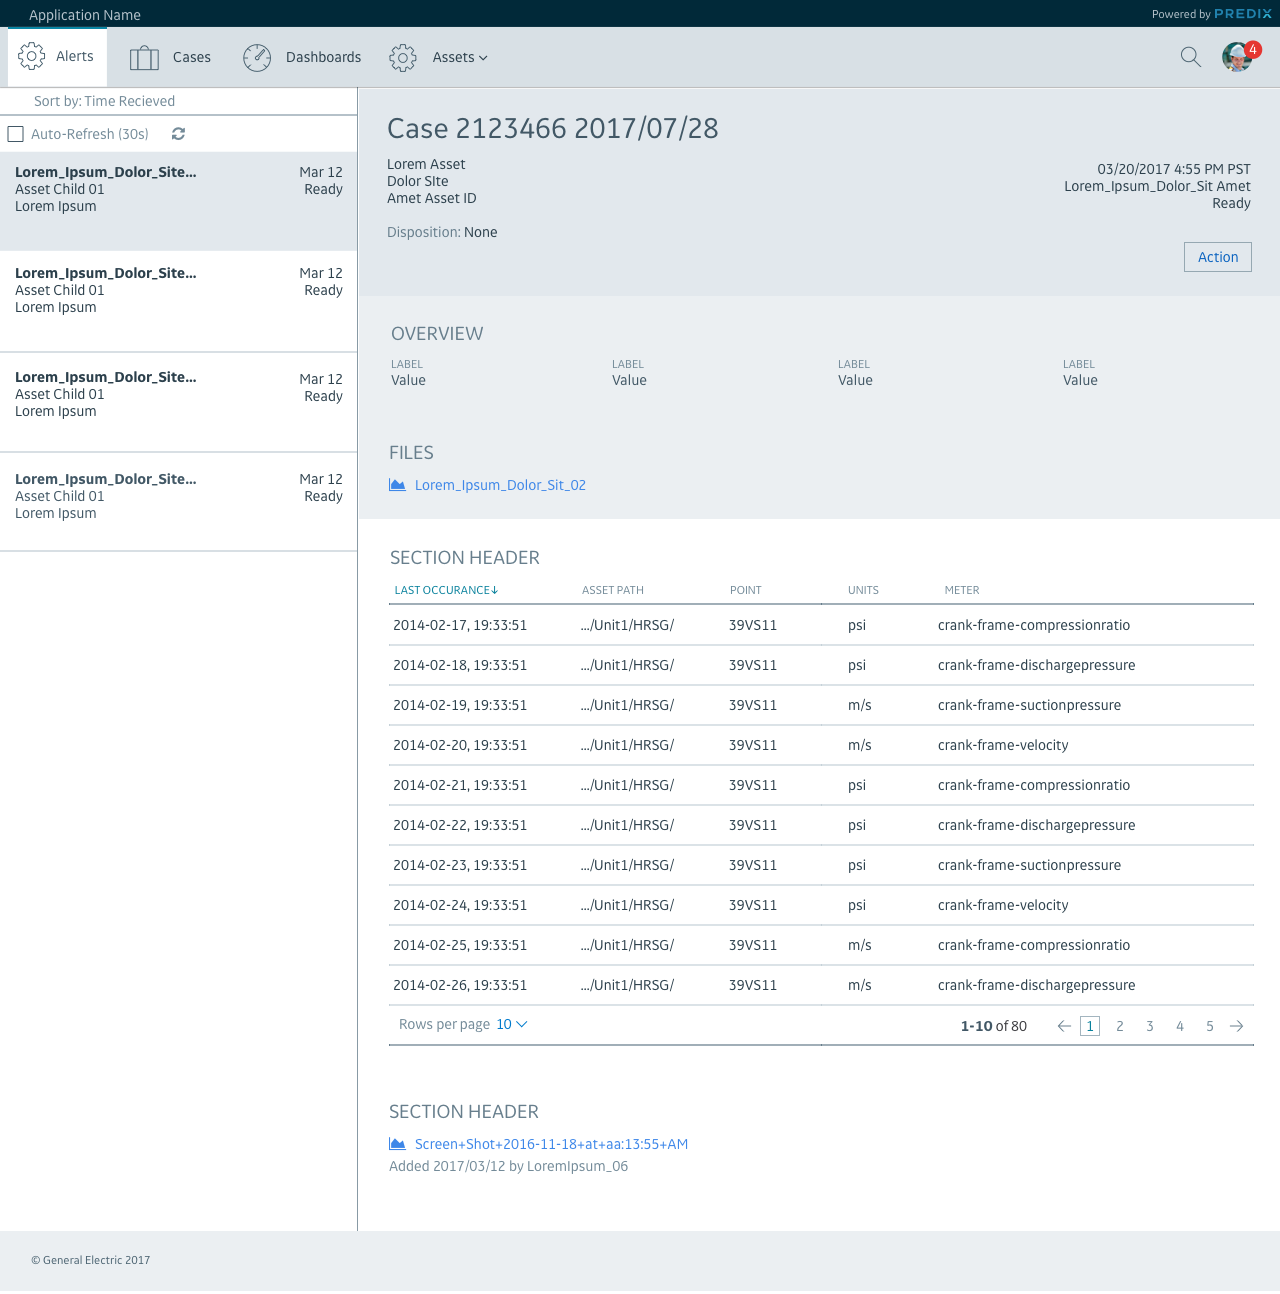 Application Name
Powered by PREDIX
Alerts
Cases
Dashboards
Assets
4
Sort by: Time Recieved
Auto-Refresh (30s)
Lorem_Ipsum_Dolor_Site... Mar 12
Asset Child 01 Ready
Lorem Ipsum
Lorem_Ipsum_Dolor_Site... Mar 12
Asset Child 01 Ready
Lorem Ipsum
Lorem_Ipsum_Dolor_Site... Mar 12
Asset Child 01 Ready
Lorem Ipsum
Lorem_Ipsum_Dolor_Site... Mar 12
Asset Child 01 Ready
Lorem Ipsum
Case 2123466 2017/07/28
Lorem Asset
Dolor SIte
Amet Asset ID
Disposition: None
03/20/2017 4:55 PM PST
Lorem_Ipsum_Dolor_Sit Amet
Ready
Action
OVERVIEW
LABEL LABEL LABEL LABEL
Value Value Value Value
FILES
Lorem_Ipsum_Dolor_Sit_02
SECTION HEADER
LAST OCCURANCE↓ ASSET PATH POINT UNITS METER
2014-02-17, 19:33:51 .../Unit1/HRSG/ 39VS11 psi crank-frame-compressionratio
2014-02-18, 19:33:51 .../Unit1/HRSG/ 39VS11 psi crank-frame-dischargepressure
2014-02-19, 19:33:51 .../Unit1/HRSG/ 39VS11 m/s crank-frame-suctionpressure
2014-02-20, 19:33:51 .../Unit1/HRSG/ 39VS11 m/s crank-frame-velocity
2014-02-21, 19:33:51 .../Unit1/HRSG/ 39VS11 psi crank-frame-compressionratio
2014-02-22, 19:33:51 .../Unit1/HRSG/ 39VS11 psi crank-frame-dischargepressure
2014-02-23, 19:33:51 .../Unit1/HRSG/ 39VS11 psi crank-frame-suctionpressure
2014-02-24, 19:33:51 .../Unit1/HRSG/ 39VS11 psi crank-frame-velocity
2014-02-25, 19:33:51 .../Unit1/HRSG/ 39VS11 m/s crank-frame-compressionratio
2014-02-26, 19:33:51 .../Unit1/HRSG/ 39VS11 m/s crank-frame-dischargepressure
Rows per page 10 1-10 of 80 ← 1 2 3 4 5 →
SECTION HEADER
Screen+Shot+2016-11-18+at+aa:13:55+AM
Added 2017/03/12 by LoremIpsum_06
© General Electric 2017